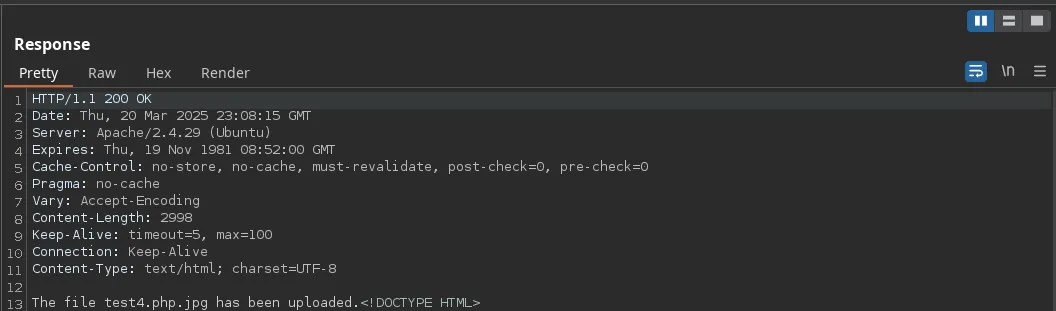 Response
Pretty Raw Hex Render \n
1 HTTP/1.1 200 OK
2 Date: Thu, 20 Mar 2025 23:08:15 GMT
3 Server: Apache/2.4.29 (Ubuntu)
4 Expires: Thu, 19 Nov 1981 08:52:00 GMT
5 Cache-Control: no-store, no-cache, must-revalidate, post-check=0, pre-check=0
6 Pragma: no-cache
7 Vary: Accept-Encoding
8 Content-Length: 2998
9 Keep-Alive: timeout=5, max=100
10 Connection: Keep-Alive
11 Content-Type: text/html; charset=UTF-8
12
13 The file test4.php.jpg has been uploaded.<!DOCTYPE HTML>